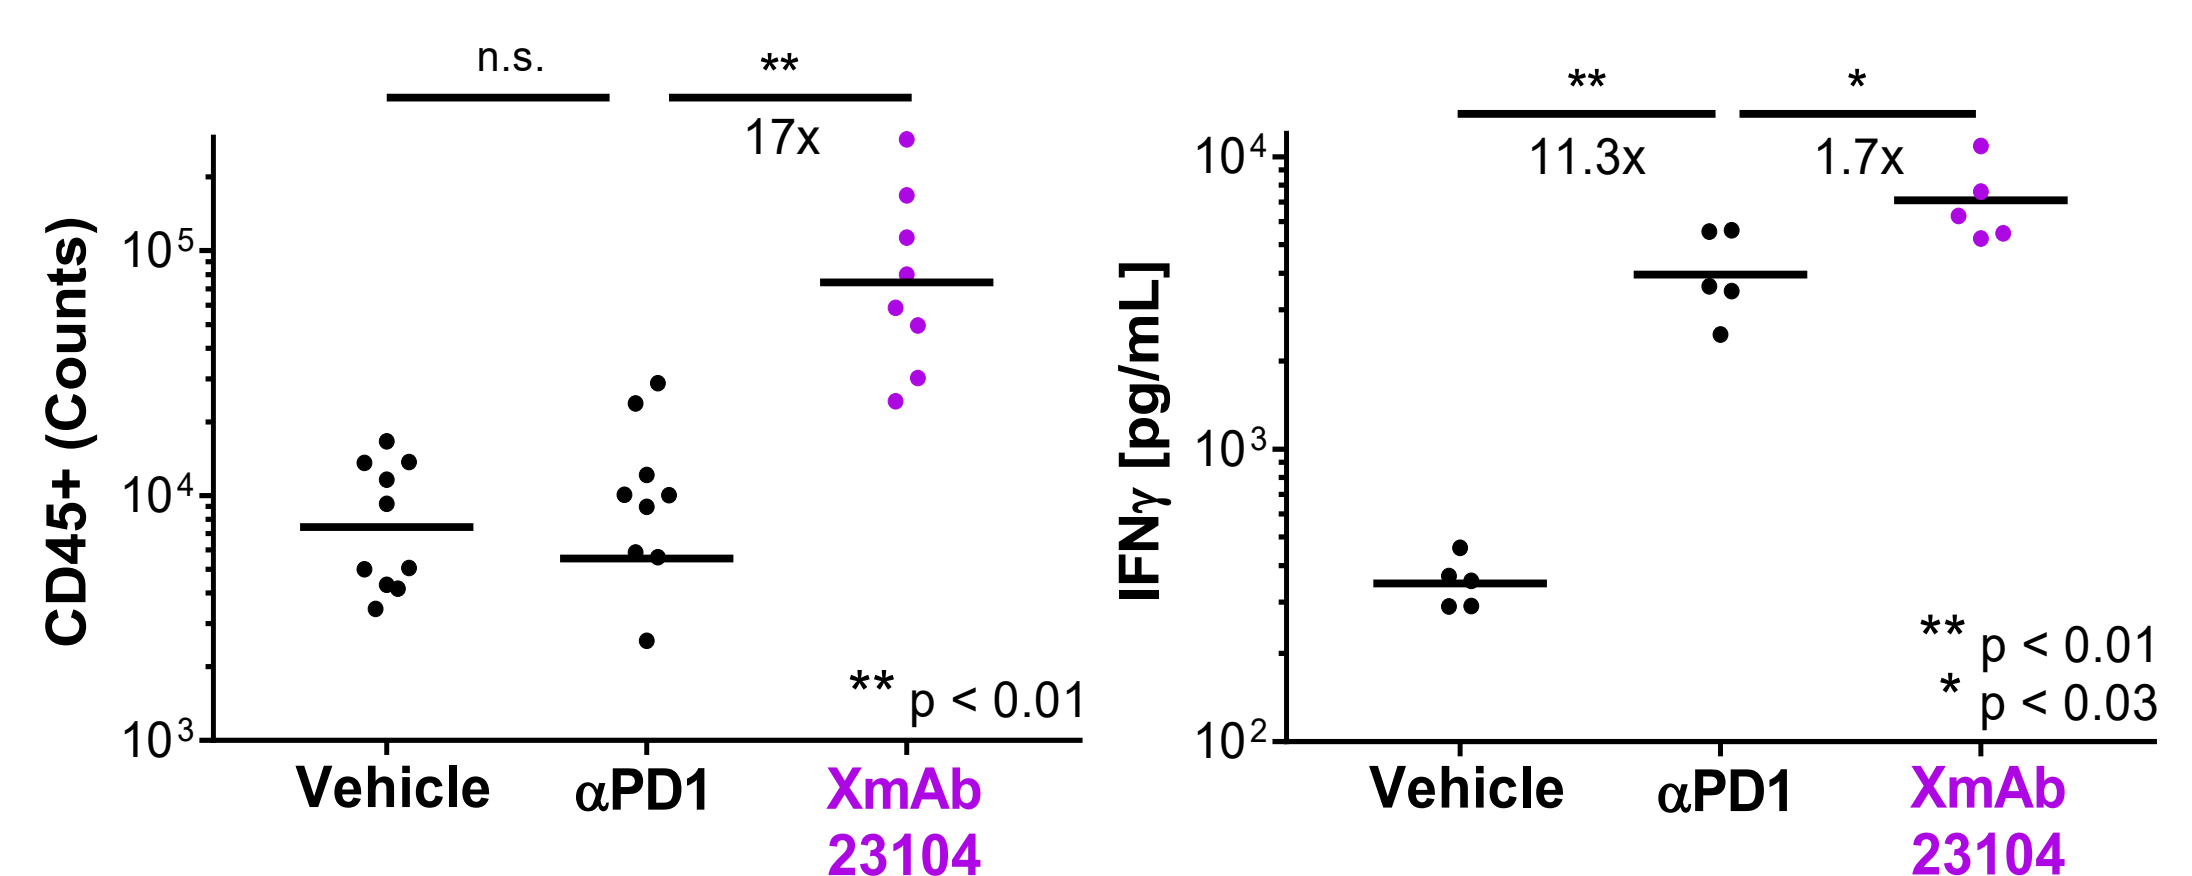 n.s.
**
17x
CD45+ (Counts)
10⁵
10⁴
10³
** p < 0.01
Vehicle
αPD1
XmAb
23104
**
*
11.3x
1.7x
IFNγ [pg/mL]
10⁴
10³
10²
** p < 0.01
* p < 0.03
Vehicle
αPD1
XmAb
23104